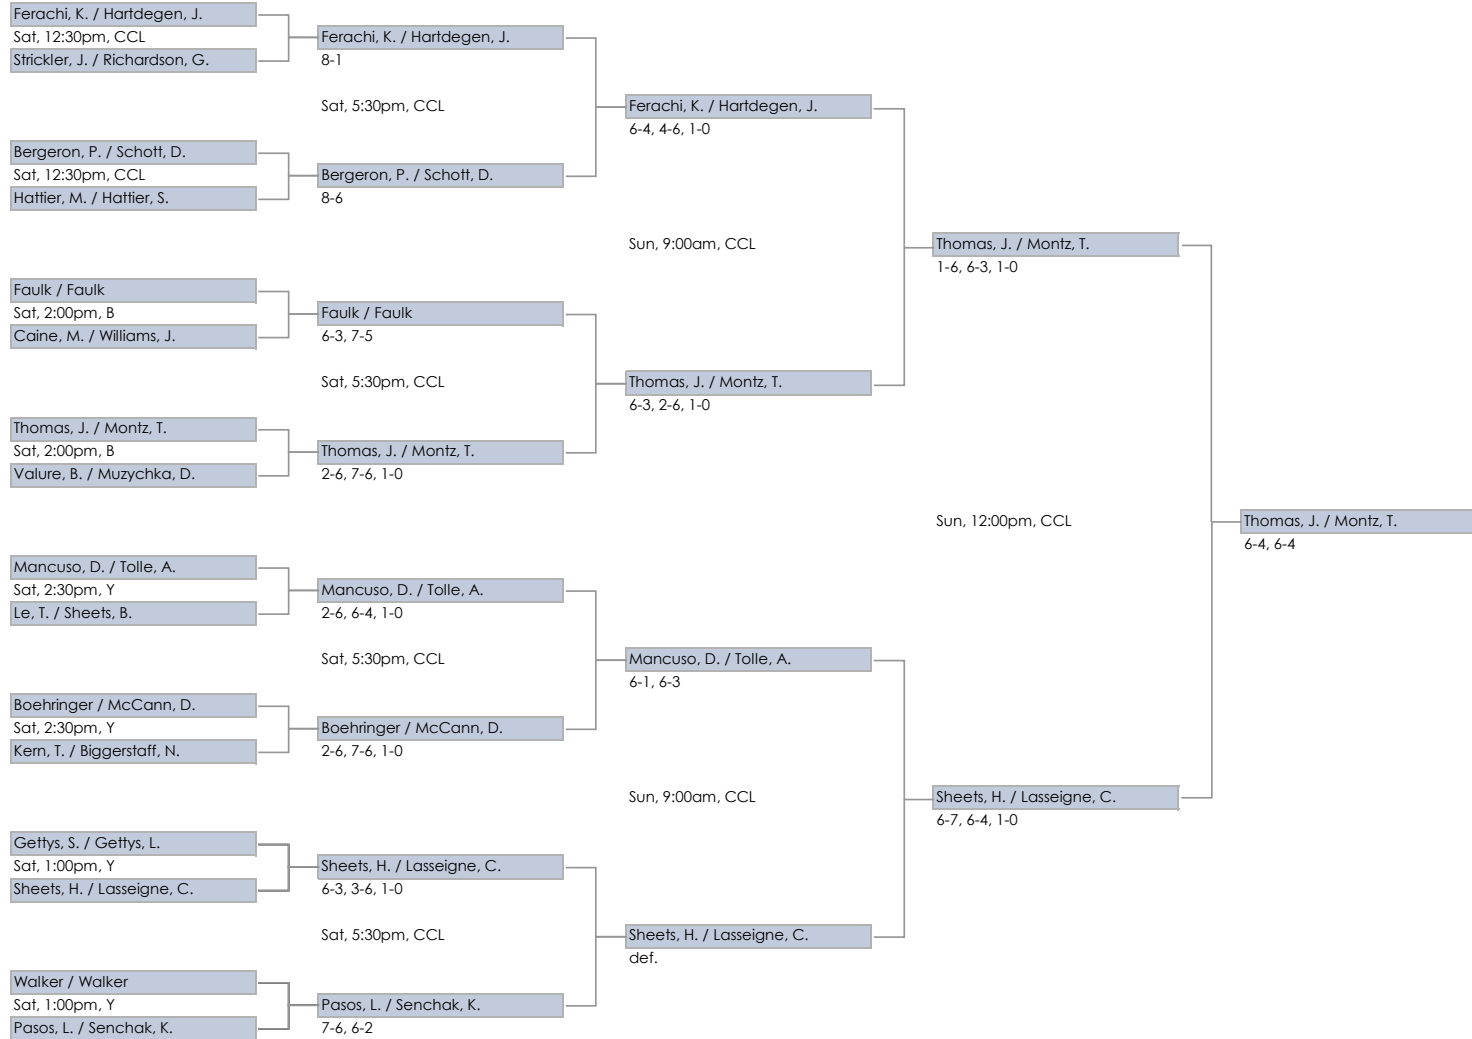 Ferachi, K. / Hartdegen, J.
Sat, 12:30pm, CCL
Strickler, J. / Richardson, G.
Bergeron, P. / Schott, D.
Sat, 12:30pm, CCL
Hattier, M. / Hattier, S.
Faulk / Faulk
Sat, 2:00pm, B
Caine, M. / Williams, J.
Thomas, J. / Montz, T.
Sat, 2:00pm, B
Valure, B. / Muzychka, D.
Mancuso, D. / Tolle, A.
Sat, 2:30pm, Y
Le, T. / Sheets, B.
Boehringer / McCann, D.
Sat, 2:30pm, Y
Kern, T. / Biggerstaff, N.
Gettys, S. / Gettys, L.
Sat, 1:00pm, Y
Sheets, H. / Lasseigne, C.
Walker / Walker
Sat, 1:00pm, Y
Pasos, L. / Senchak, K.
Ferachi, K. / Hartdegen, J.
8-1
Sat, 5:30pm, CCL
Bergeron, P. / Schott, D.
8-6
Faulk / Faulk
6-3, 7-5
Sat, 5:30pm, CCL
Thomas, J. / Montz, T.
2-6, 7-6, 1-0
Mancuso, D. / Tolle, A.
2-6, 6-4, 1-0
Sat, 5:30pm, CCL
Boehringer / McCann, D.
2-6, 7-6, 1-0
Sheets, H. / Lasseigne, C.
6-3, 3-6, 1-0
Sat, 5:30pm, CCL
Pasos, L. / Senchak, K.
7-6, 6-2
Ferachi, K. / Hartdegen, J.
6-4, 4-6, 1-0
Sun, 9:00am, CCL
Thomas, J. / Montz, T.
6-3, 2-6, 1-0
Mancuso, D. / Tolle, A.
6-1, 6-3
Sun, 9:00am, CCL
Sheets, H. / Lasseigne, C.
def.
Thomas, J. / Montz, T.
1-6, 6-3, 1-0
Sun, 12:00pm, CCL
Sheets, H. / Lasseigne, C.
6-7, 6-4, 1-0
Thomas, J. / Montz, T.
6-4, 6-4